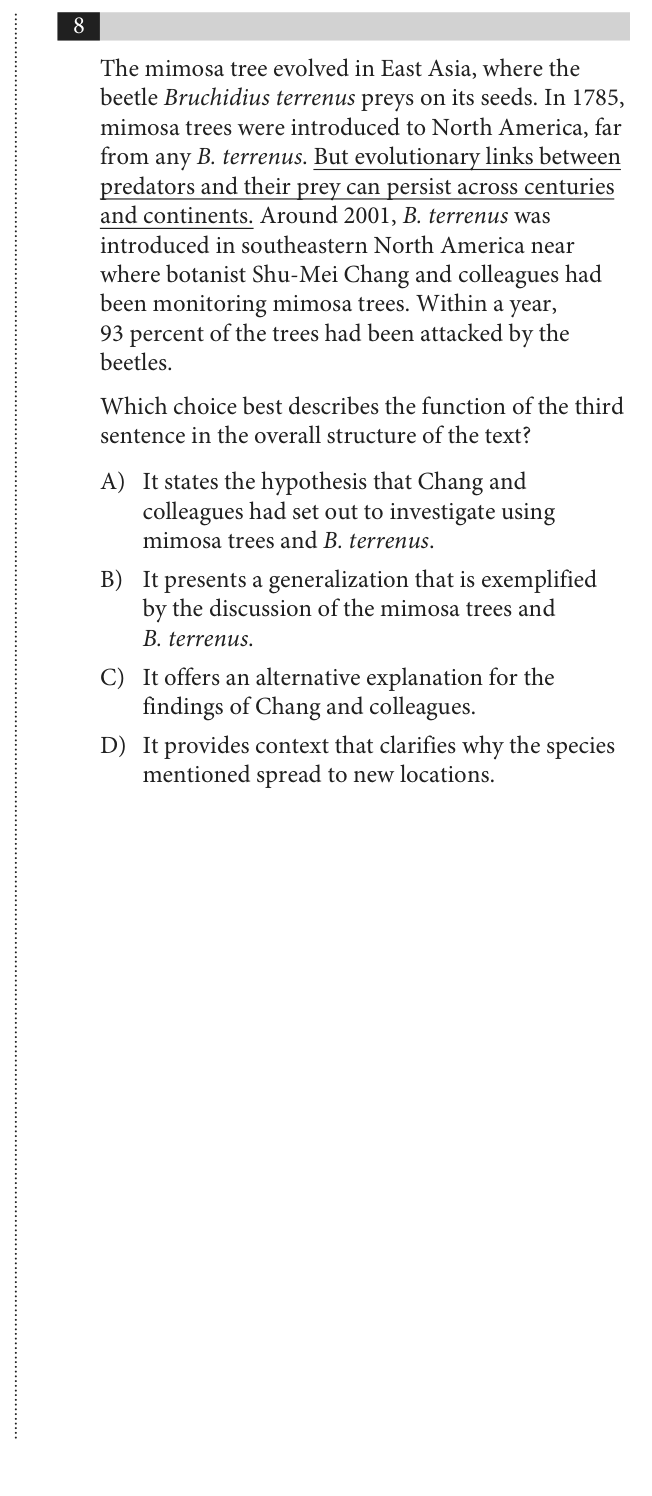 8
The mimosa tree evolved in East Asia, where the
beetle Bruchidius terrenus preys on its seeds. In 1785,
mimosa trees were introduced to North America, far
from any B. terrenus. But evolutionary links between
predators and their prey can persist across centuries
and continents. Around 2001, B. terrenus was
introduced in southeastern North America near
where botanist Shu-Mei Chang and colleagues had
been monitoring mimosa trees. Within a year,
93 percent of the trees had been attacked by the
beetles.
Which choice best describes the function of the third
sentence in the overall structure of the text?
A) It states the hypothesis that Chang and
colleagues had set out to investigate using
mimosa trees and B. terrenus.
B) It presents a generalization that is exemplified
by the discussion of the mimosa trees and
B. terrenus.
C) It offers an alternative explanation for the
findings of Chang and colleagues.
D) It provides context that clarifies why the species
mentioned spread to new locations.